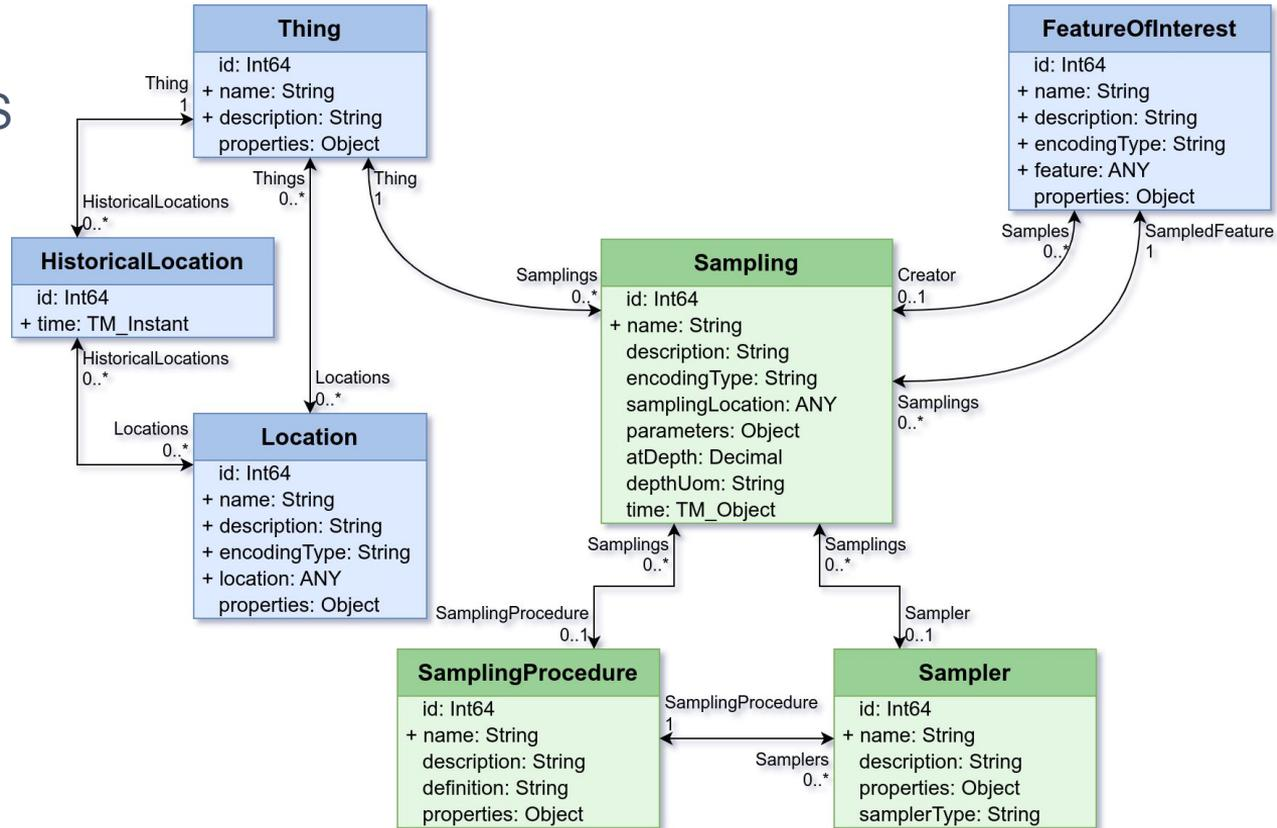 s
Thing
id: Int64
+ name: String
+ description: String
properties: Object
FeatureOfInterest
id: Int64
+ name: String
+ description: String
+ encodingType: String
+ feature: ANY
properties: Object
Thing
1
HistoricalLocations
0..*
Things
0..*
Thing
1
Samples
0..*
SampledFeature
1
HistoricalLocation
id: Int64
+ time: TM_Instant
Samplings
0..*
Sampling
id: Int64
+ name: String
description: String
encodingType: String
samplingLocation: ANY
parameters: Object
atDepth: Decimal
depthUom: String
time: TM_Object
Creator
0..1
Samplings
0..*
HistoricalLocations
0..*
Locations
0..*
Locations
0..*
Location
id: Int64
+ name: String
+ description: String
+ encodingType: String
+ location: ANY
properties: Object
Samplings
0..*
Samplings
0..*
SamplingProcedure
0..1
Sampler
0..1
SamplingProcedure
id: Int64
+ name: String
description: String
definition: String
properties: Object
SamplingProcedure
1
Samplers
0..*
Sampler
id: Int64
+ name: String
description: String
properties: Object
samplerType: String